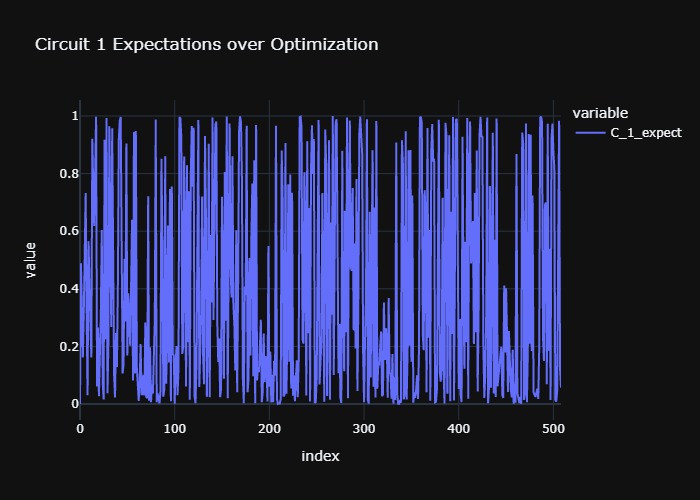 Circuit 1 Expectations over Optimization
variable
C_1_expect
value
1
0.8
0.6
0.4
0.2
0
0
100
200
300
400
500
index